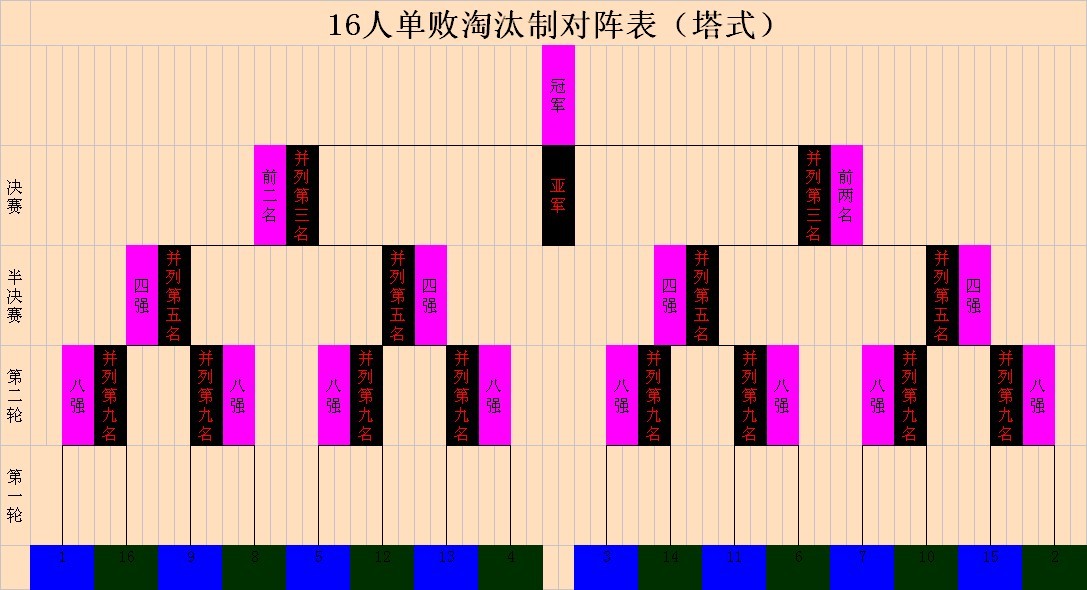 16人单败淘汰制对阵表（塔式）
冠军
决赛
前二名
并列第三名
亚军
并列第三名
前两名
半决赛
四强
并列第五名
并列第五名
四强
四强
并列第五名
并列第五名
四强
第二轮
八强
并列第九名
并列第九名
八强
八强
并列第九名
并列第九名
八强
八强
并列第九名
并列第九名
八强
八强
并列第九名
并列第九名
八强
第一轮
1 16 9 8 5 12 13 4 3 14 11 6 7 10 15 2